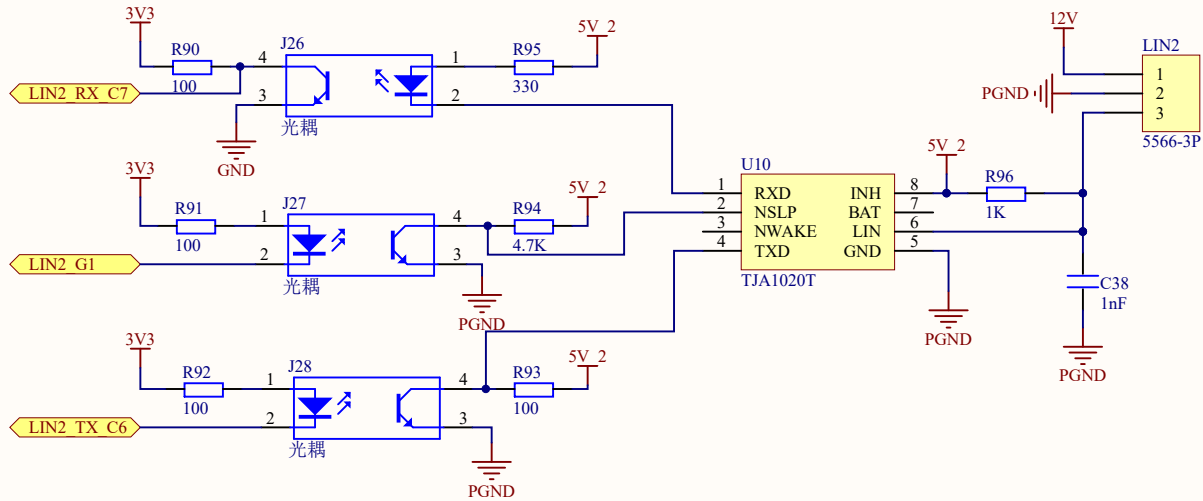 3V3
R90
100
LIN2_RX_C7
4
3
GND
J26
光耦
1
2
R95
330
5V_2
3V3
R91
100
LIN2_G1
1
2
J27
光耦
4
3
R94
4.7K
5V_2
PGND
3V3
R92
100
LIN2_TX_C6
1
2
J28
光耦
4
3
R93
100
5V_2
PGND
U10
1
2
3
4
RXD
NSLP
NWAKE
TXD
INH
BAT
LIN
GND
8
7
6
5
TJA1020T
PGND
5V_2
R96
1K
C38
1nF
PGND
12V
PGND
LIN2
1
2
3
5566-3P